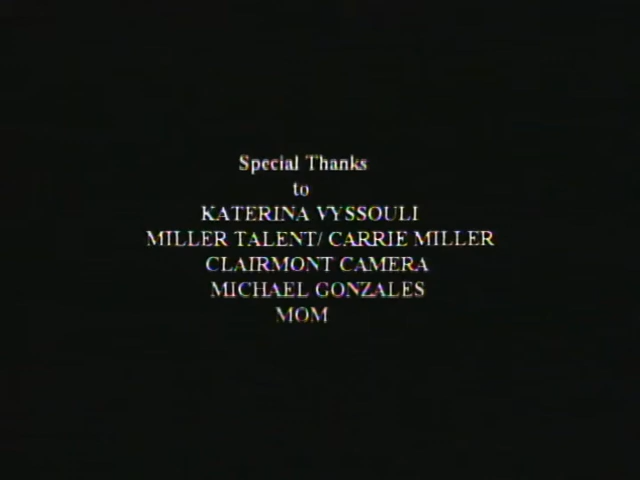 Special Thanks
to
KATERINA VYSSOULI
MILLER TALENT/ CARRIE MILLER
CLAIRMONT CAMERA
MICHAEL GONZALES
MOM